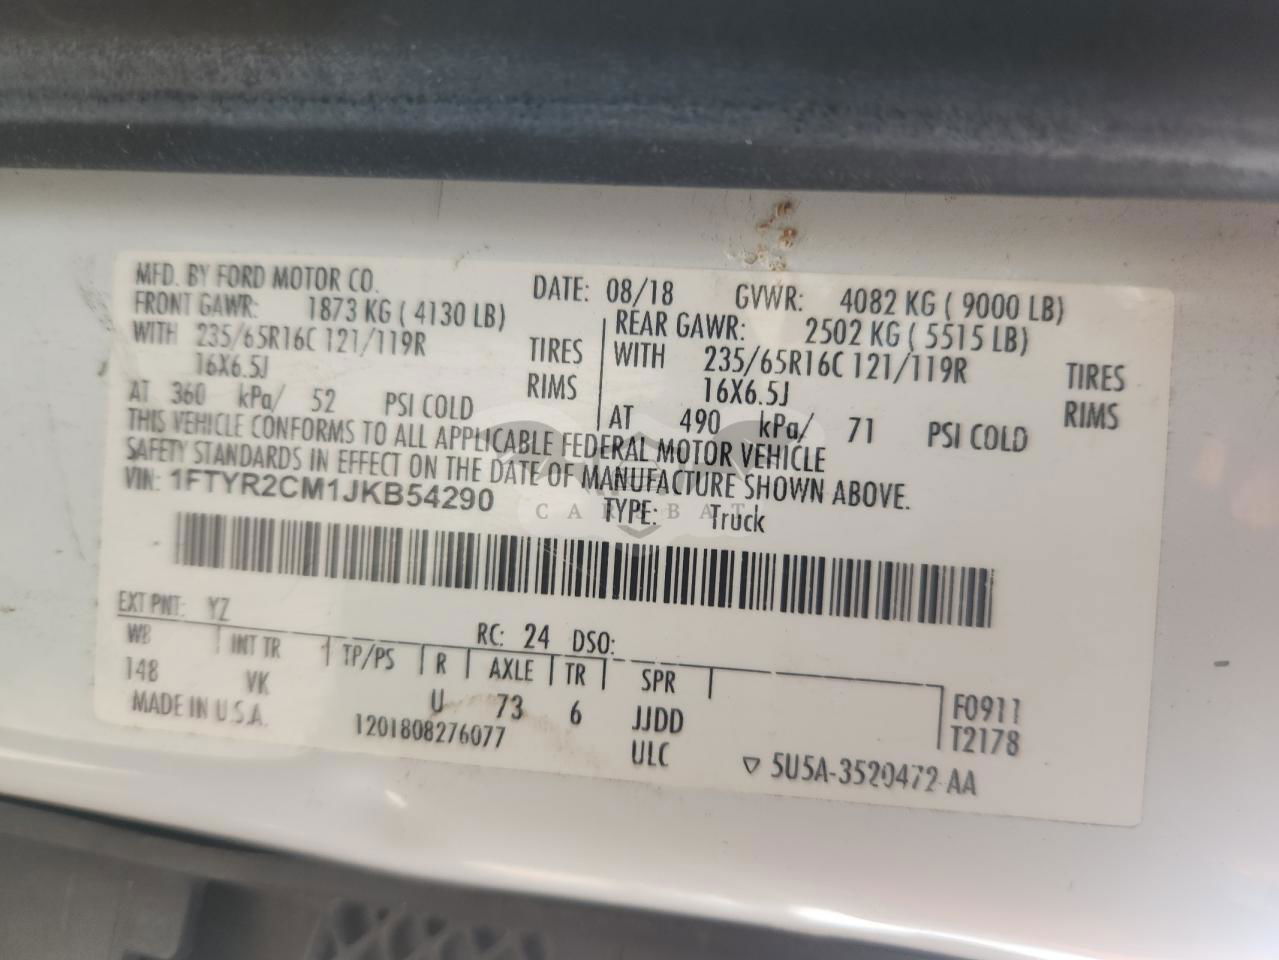 MFD. BY FORD MOTOR CO. DATE: 08/18 GVWR: 4082 KG ( 9000 LB)
FRONT GAWR: 1873 KG ( 4130 LB) REAR GAWR: 2502 KG ( 5515 LB)
WITH 235/65R16C 121/119R TIRES WITH 235/65R16C 121/119R TIRES
16X6.5J RIMS 16X6.5J RIMS
AT 360 kPa/ 52 PSI COLD AT 490 kPa/ 71 PSI COLD
THIS VEHICLE CONFORMS TO ALL APPLICABLE FEDERAL MOTOR VEHICLE
SAFETY STANDARDS IN EFFECT ON THE DATE OF MANUFACTURE SHOWN ABOVE.
VIN: 1FTYR2CM1JKB54290 TYPE: Truck
CARSBAT
EXT PNT: YZ RC: 24 DSO:
WB INT TR TP/PS R AXLE TR SPR
148 VK U 73 6 JJDD F0911
MADE IN U.S.A. 1201808276077 ULC T2178
▽ 5U5A-3520472-AA